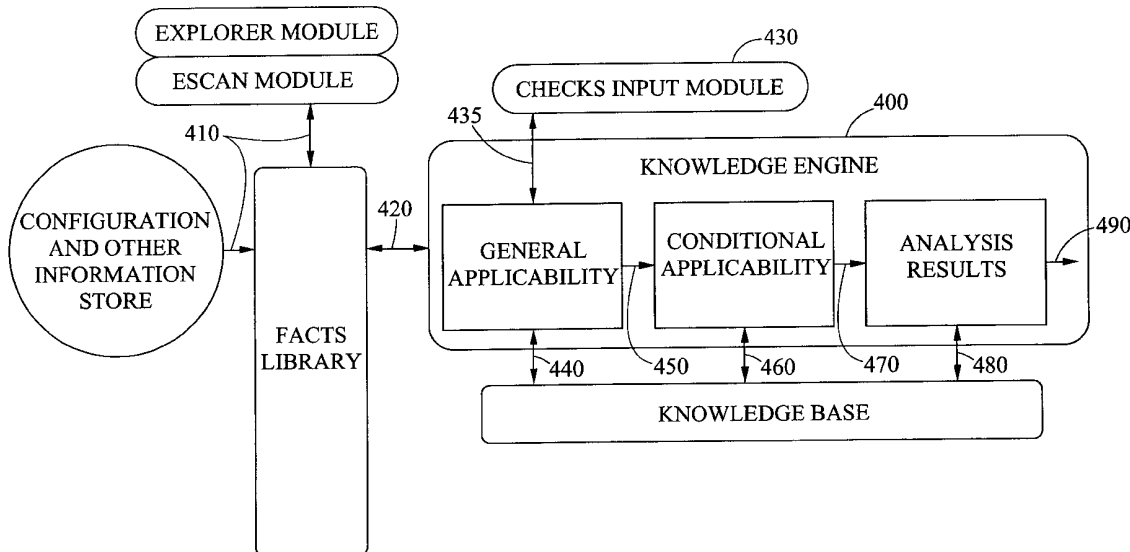 EXPLORER MODULE
ESCAN MODULE
430
CHECKS INPUT MODULE
400
410
435
KNOWLEDGE ENGINE
CONFIGURATION
AND OTHER
INFORMATION
STORE
420
GENERAL
APPLICABILITY
CONDITIONAL
APPLICABILITY
ANALYSIS
RESULTS
490
FACTS
LIBRARY
440
450
460
470
480
KNOWLEDGE BASE